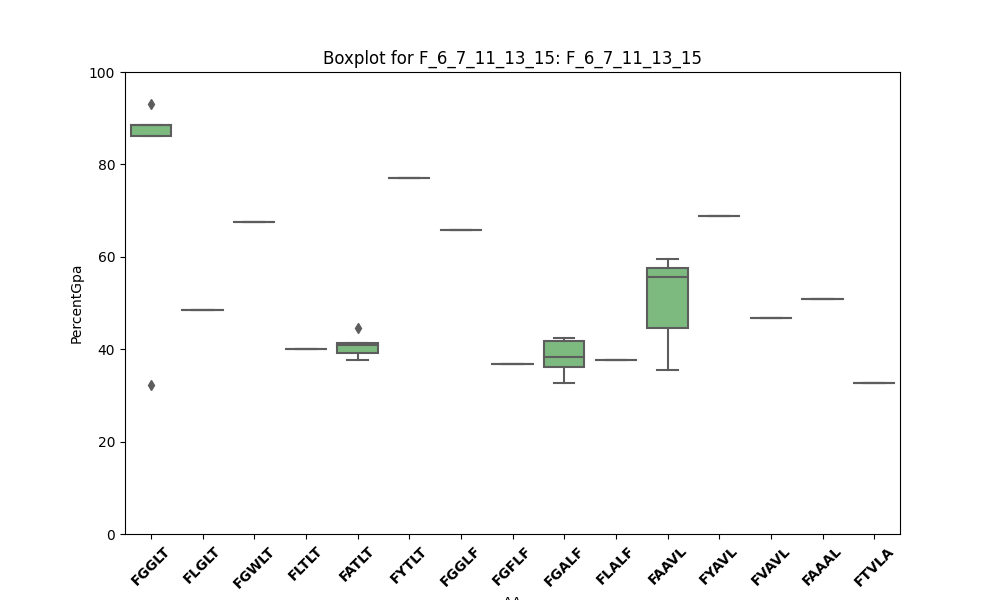 Boxplot for F_6_7_11_13_15: F_6_7_11_13_15
PercentGpa
100
80
60
40
20
0
FGGLT FLGLT FGWLT FLTLT FATLT FYTLT FGGLF FGFLF FGALF FLALF FAAVL FYAVL FVAVL FAAAL FTVLA
AA